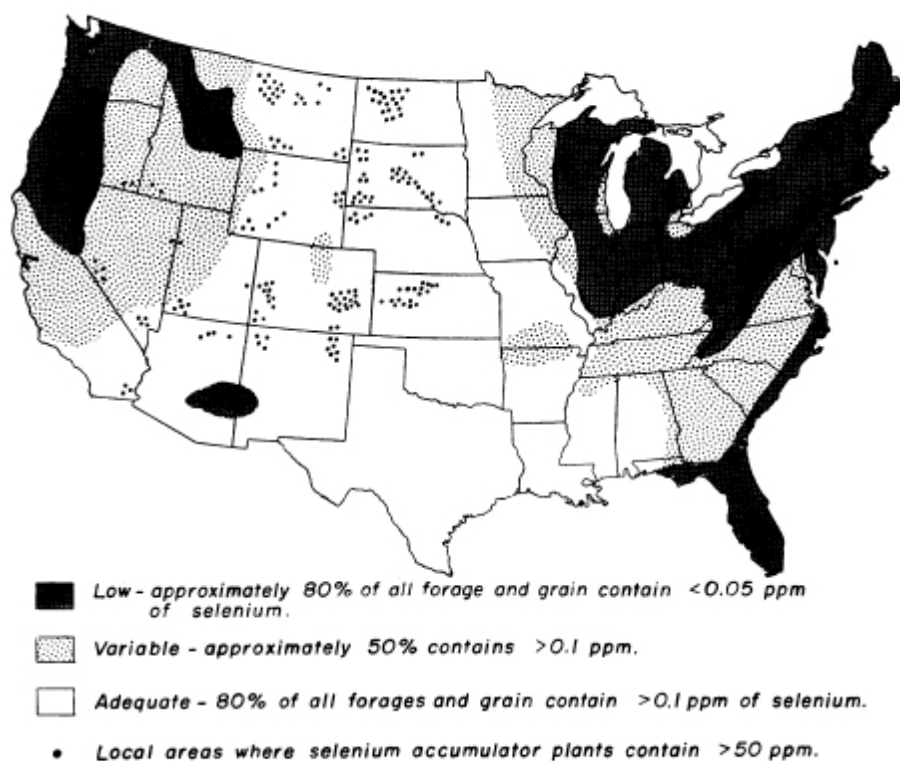 Low - approximately 80% of all forage and grain contain <0.05 ppm
of selenium.
Variable - approximately 50% contains >0.1 ppm.
Adequate - 80% of all forages and grain contain >0.1 ppm of selenium.
Local areas where selenium accumulator plants contain >50 ppm.